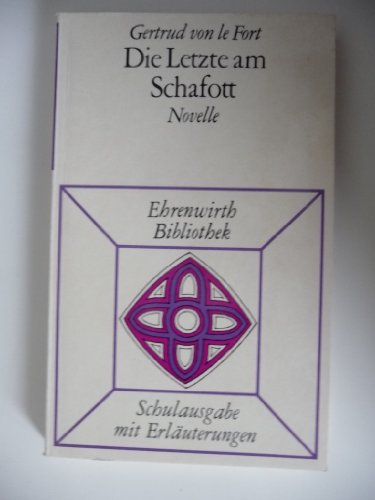 Gertrud von le Fort
Die Letzte am
Schafott
Novelle
Ehrenwirth
Bibliothek
Schulausgabe
mit Erläuterungen